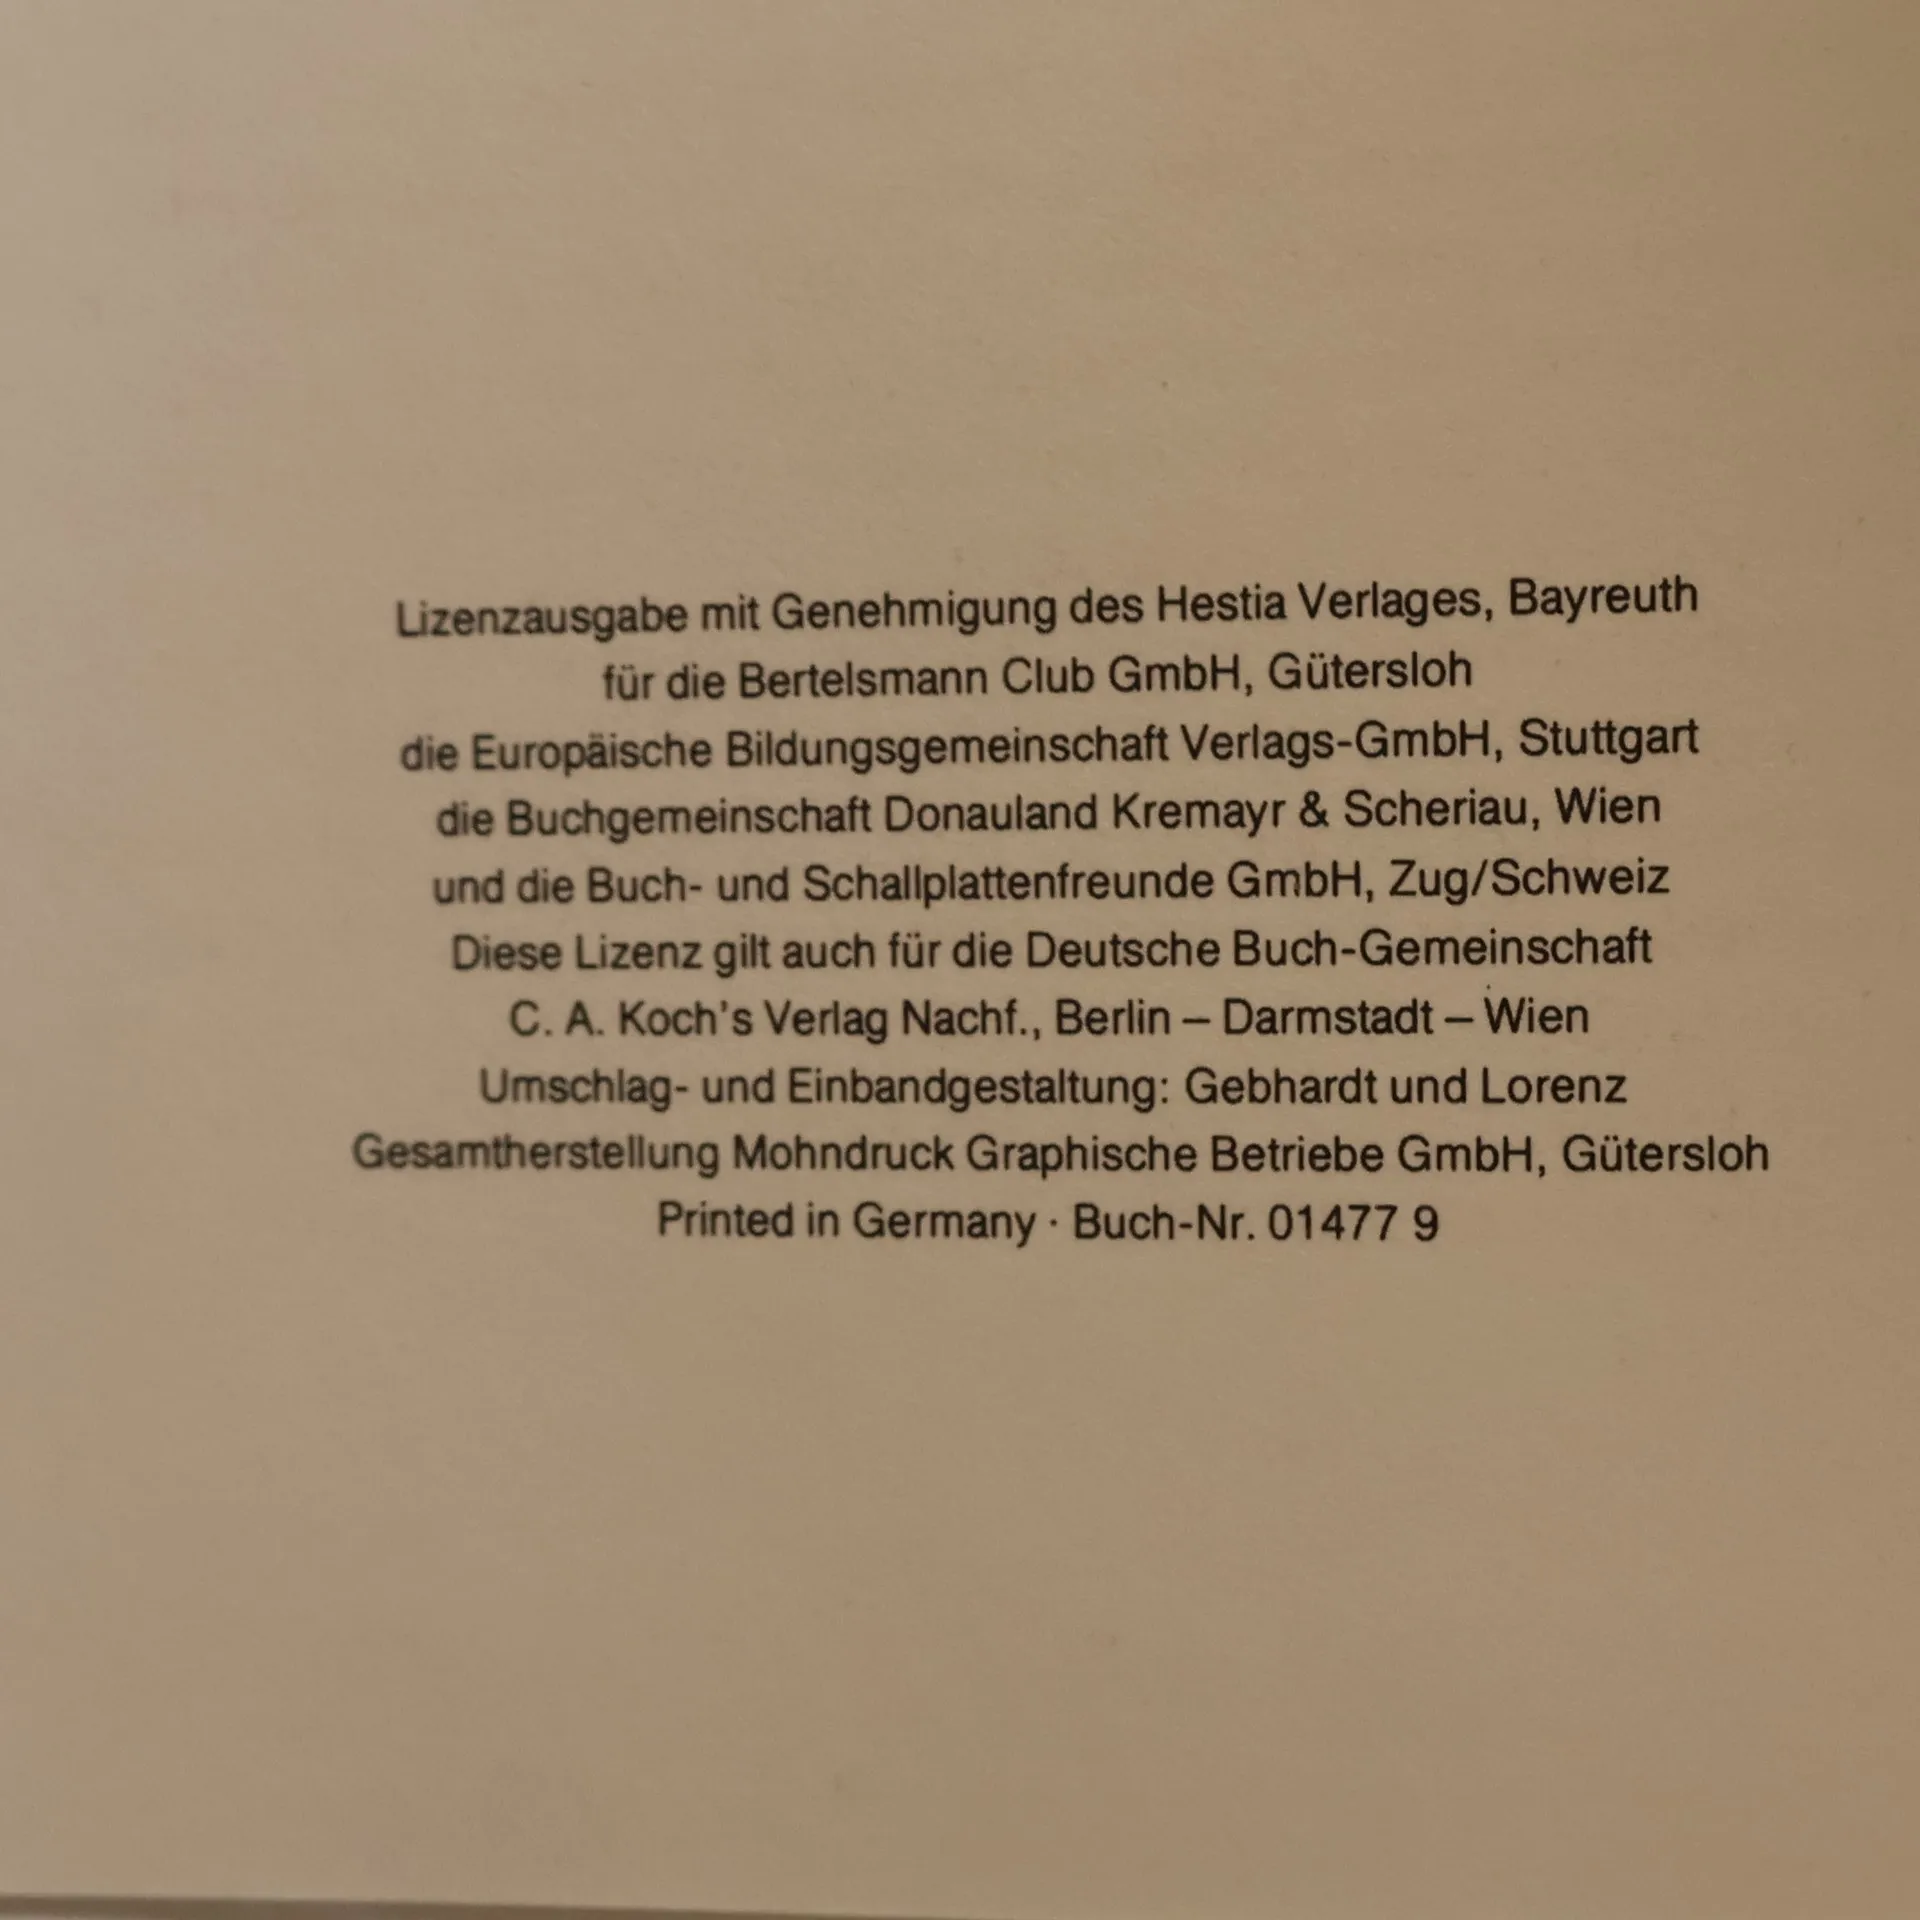 Lizenzausgabe mit Genehmigung des Hestia Verlages, Bayreuth
für die Bertelsmann Club GmbH, Gütersloh
die Europäische Bildungsgemeinschaft Verlags-GmbH, Stuttgart
die Buchgemeinschaft Donauland Kremayr & Scheriau, Wien
und die Buch- und Schallplattenfreunde GmbH, Zug/Schweiz
Diese Lizenz gilt auch für die Deutsche Buch-Gemeinschaft
C. A. Koch's Verlag Nachf., Berlin – Darmstadt – Wien
Umschlag- und Einbandgestaltung: Gebhardt und Lorenz
Gesamtherstellung Mohndruck Graphische Betriebe GmbH, Gütersloh
Printed in Germany · Buch-Nr. 01477 9